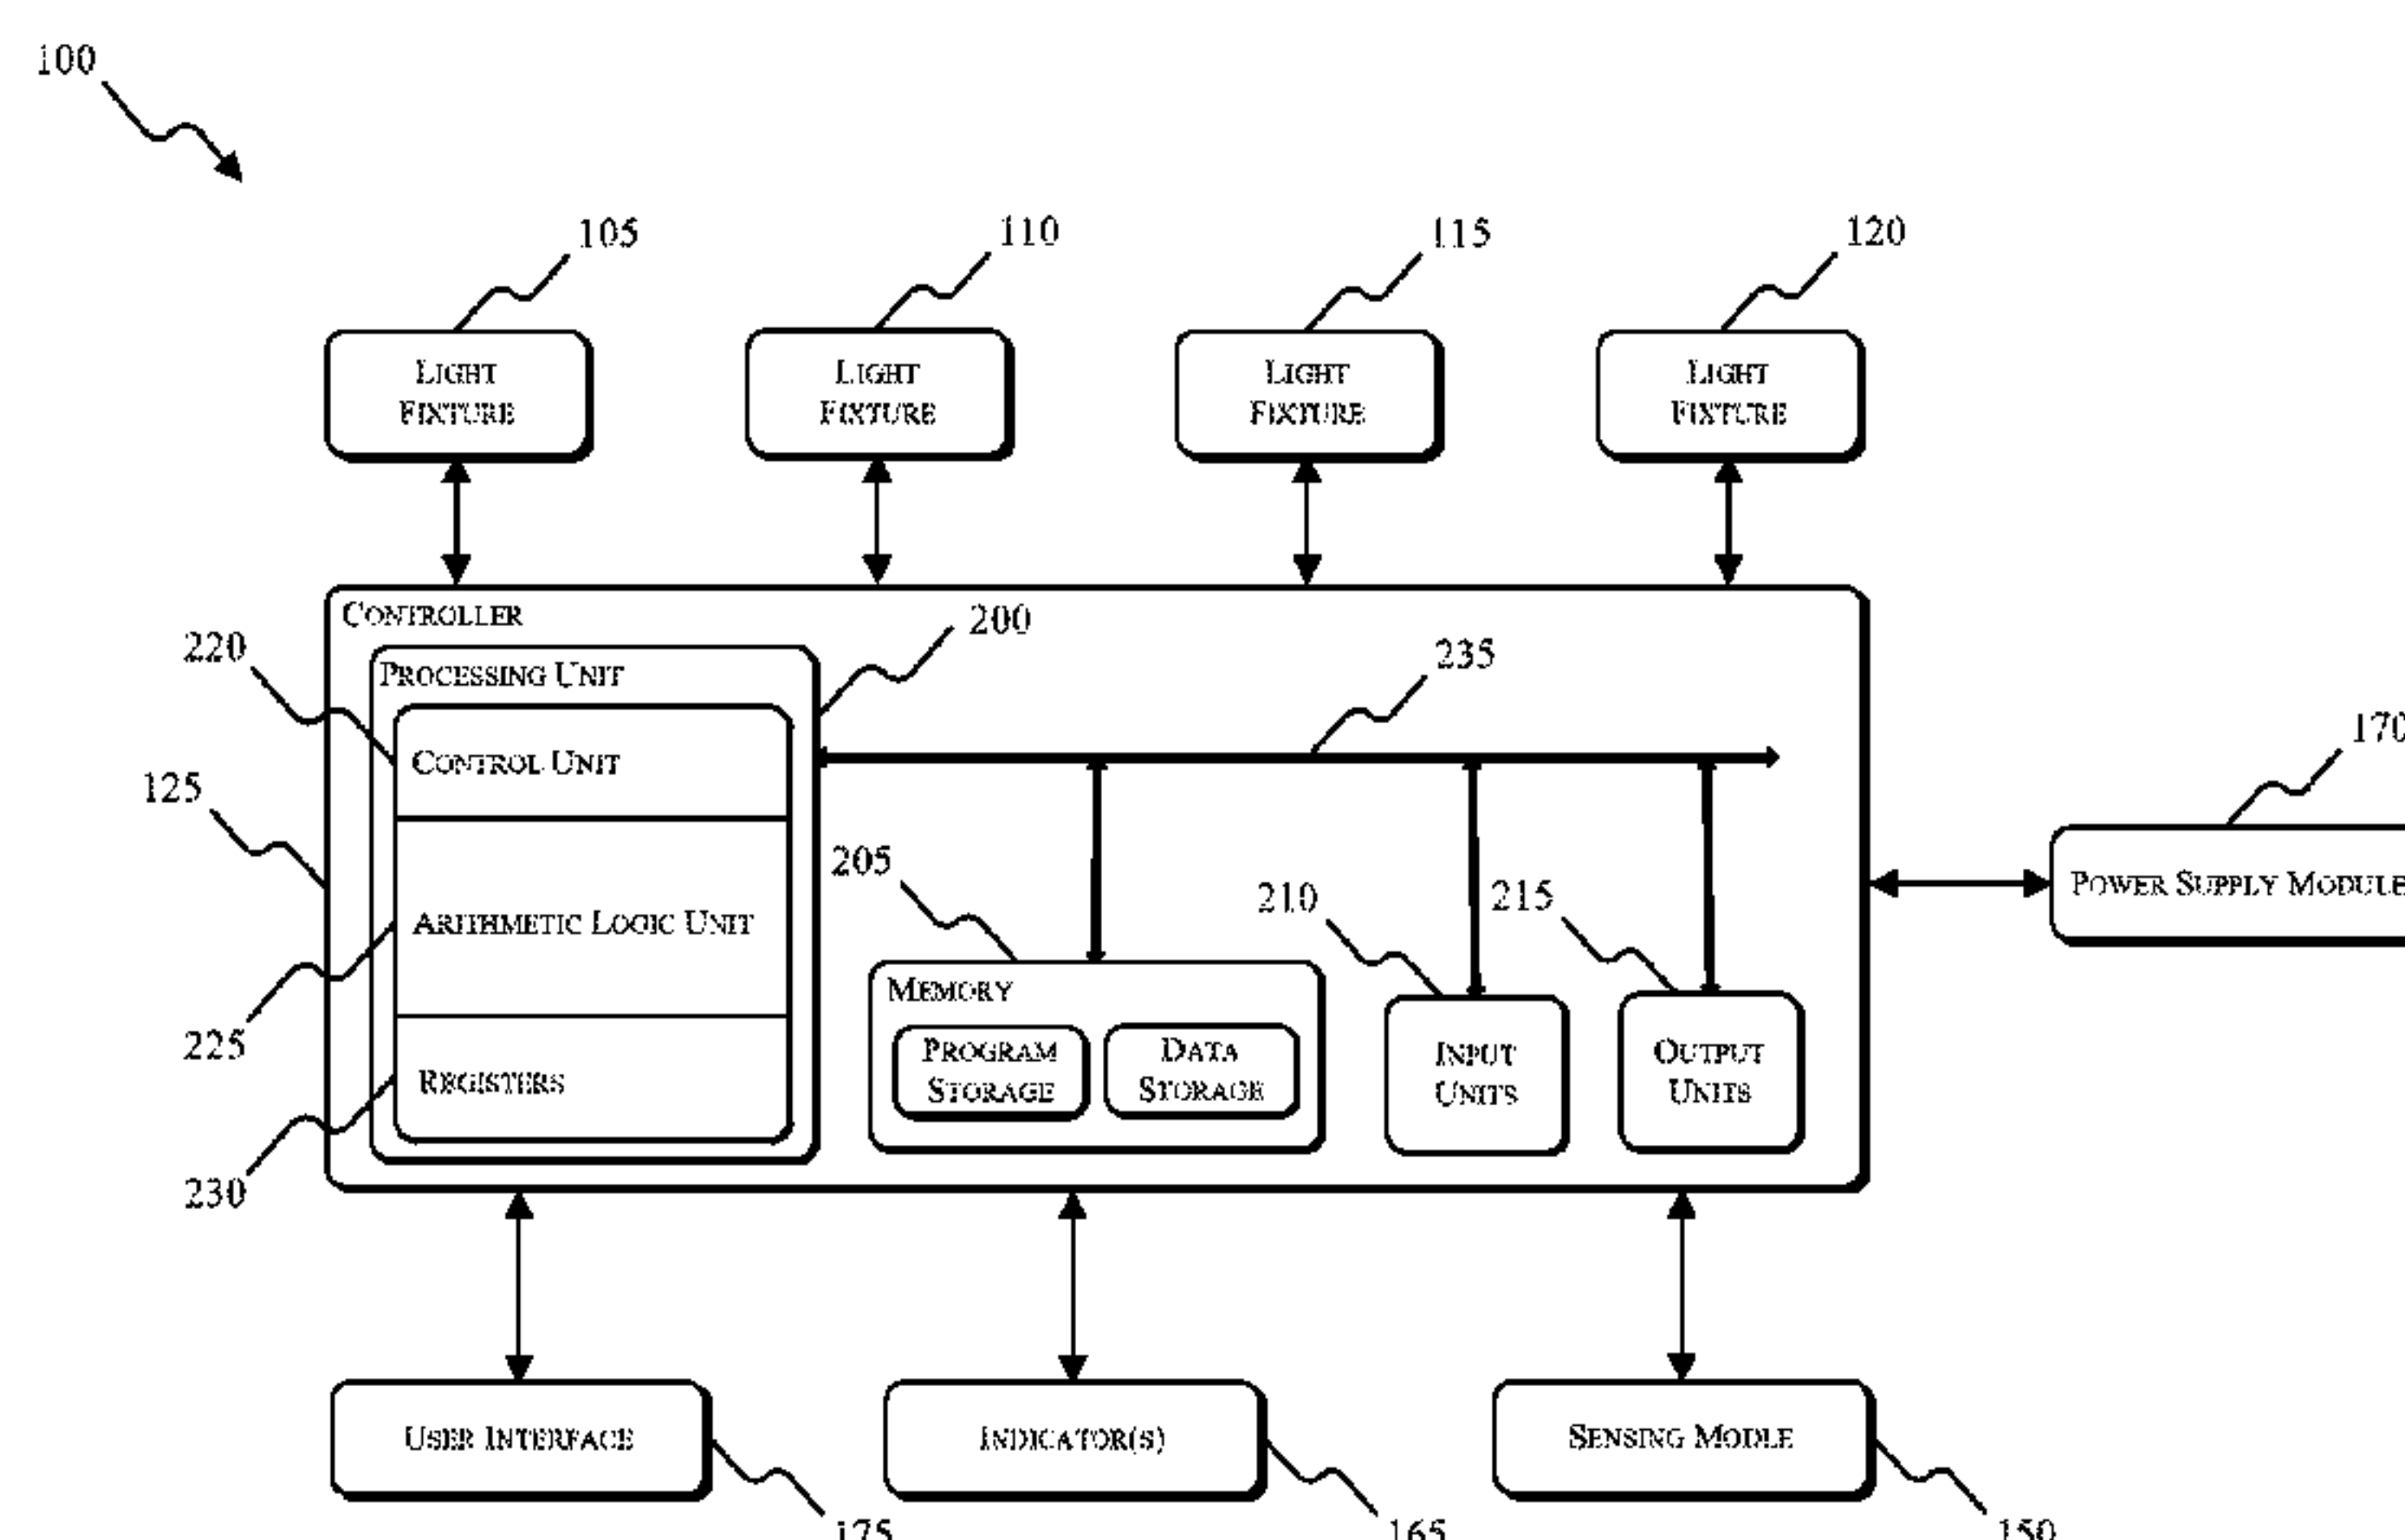 100
105
110
115
120
LIGHT
FIXTURE
LIGHT
FIXTURE
LIGHT
FIXTURE
LIGHT
FIXTURE
CONTROLLER
200
220
PROCESSING UNIT
235
CONTROL UNIT
170
125
205
210
215
POWER SUPPLY MODULE
ARITHMETIC LOGIC UNIT
MEMORY
225
PROGRAM
STORAGE
DATA
STORAGE
INPUT
UNITS
OUTPUT
UNITS
REGISTERS
230
USER INTERFACE
INDICATOR(S)
SENSING MODLE
175
165
150